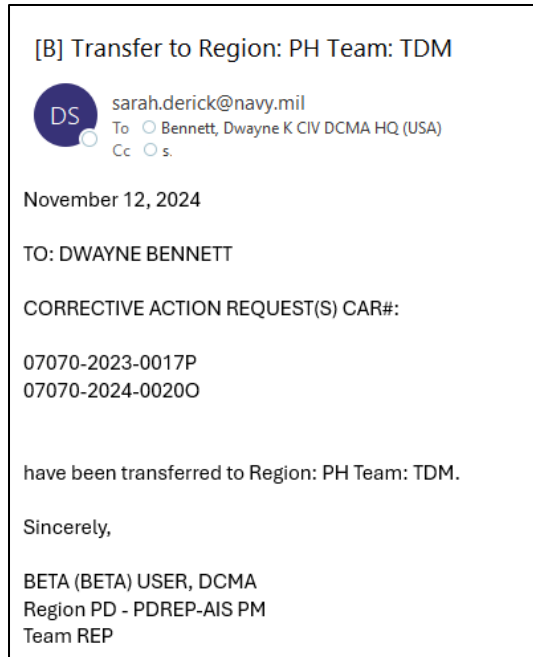 [B] Transfer to Region: PH Team: TDM
DS
sarah.derick@navy.mil
To Bennett, Dwayne K CIV DCMA HQ (USA)
Cc s.
November 12, 2024
TO: DWAYNE BENNETT
CORRECTIVE ACTION REQUEST(S) CAR#:
07070-2023-0017P
07070-2024-0020O
have been transferred to Region: PH Team: TDM.
Sincerely,
BETA (BETA) USER, DCMA
Region PD - PDREP-AIS PM
Team REP